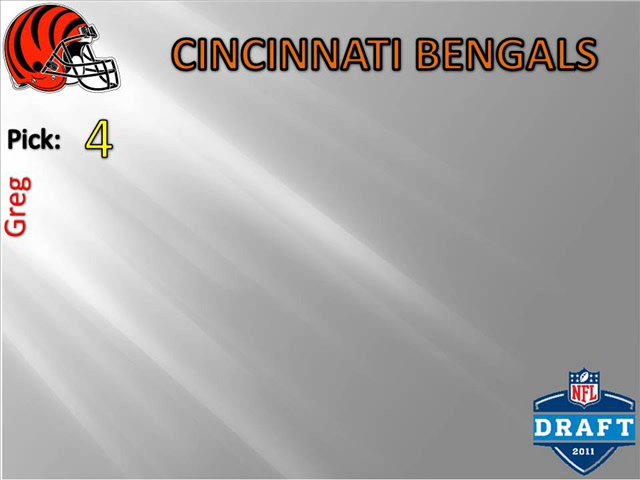 CINCINNATI BENGALS
Pick: 4
Greg
NFL
DRAFT
2011